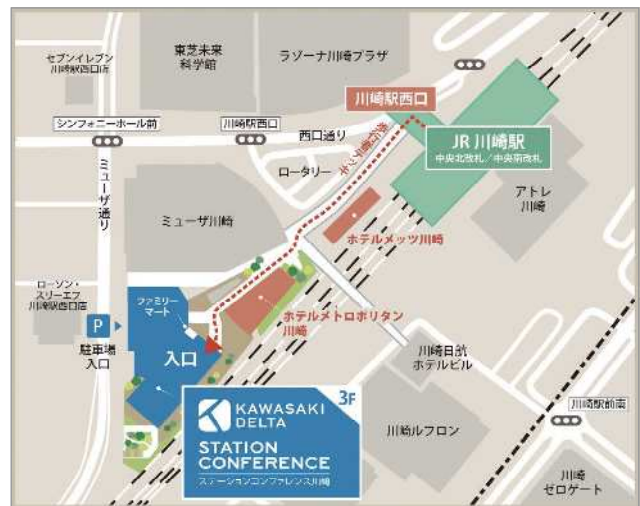 セブンイレブン
川崎駅西口店
東芝未来
科学館
ラゾーナ川崎プラザ
川崎駅西口
シンフォニーホール前
川崎駅西口
西口通り
歩行者デッキ
JR 川崎駅
中央北改札／中央南改札
ロータリー
アトレ
川崎
ミューザ通り
ミューザ川崎
ホテルメッツ川崎
ローソン・
スリーエフ
川崎駅西口店
ファミリー
マート
P
駐車場
入口
入口
ホテルメトロポリタン
川崎
川崎日航
ホテルビル
3F
KAWASAKI
DELTA
STATION
CONFERENCE
ステーションコンファレンス川崎
川崎ルフロン
川崎駅前南
川崎
ゼロゲート